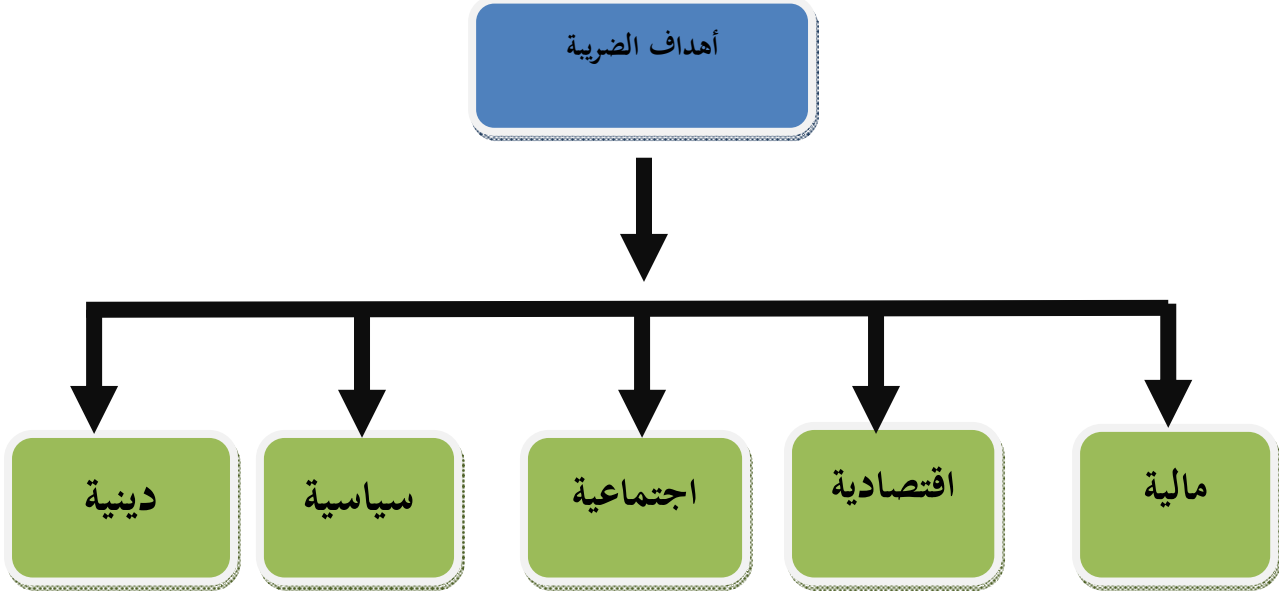 أهداف الضريبة
مالية
اقتصادية
اجتماعية
سياسية
دينية